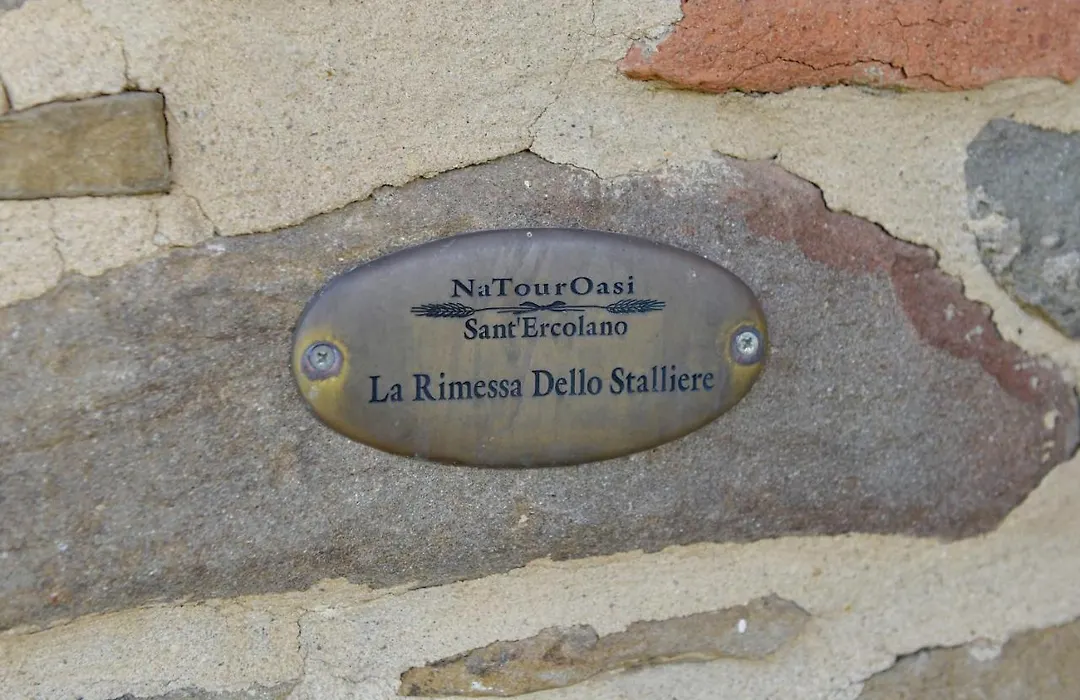 NaTourOasi
Sant'Ercolano
La Rimessa Dello Stalliere